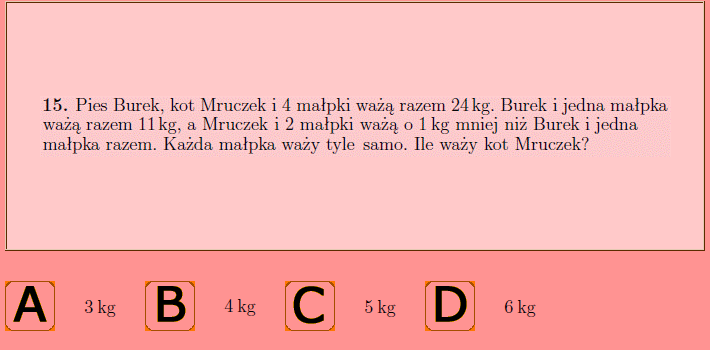 15. Pies Burek, kot Mruczek i 4 małpki ważą razem 24 kg. Burek i jedna małpka
ważą razem 11 kg, a Mruczek i 2 małpki ważą o 1 kg mniej niż Burek i jedna
małpka razem. Każda małpka waży tyle samo. Ile waży kot Mruczek?
A 3 kg B 4 kg C 5 kg D 6 kg